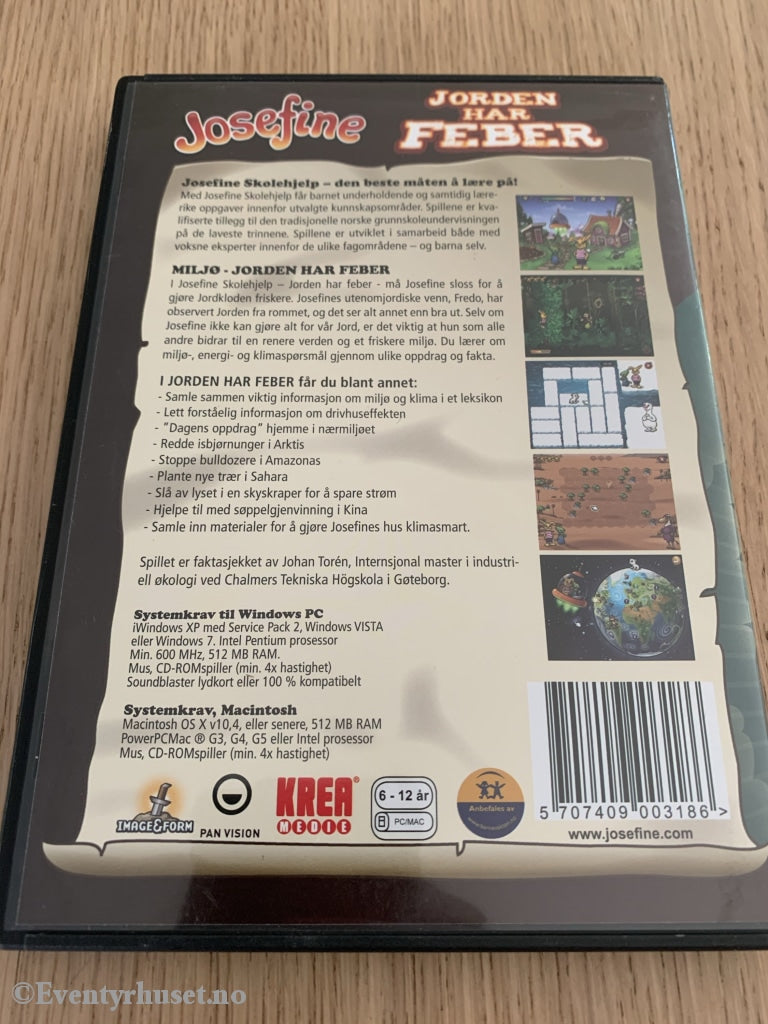 Josefine
JORDEN
HAR
FEBER
Josefine Skolehjelp – den beste måten å lære på!
Med Josefine Skolehjelp får barnet underholdende og samtidig lære-
rike oppgaver innenfor utvalgte kunnskapsområder. Spillene er kva-
lifiserte tillegg til den tradisjonelle norske grunnskoleundervisningen
på de laveste trinnene. Spillene er utviklet i samarbeid både med
voksne eksperter innenfor de ulike fagområdene – og barna selv.
MILJØ - JORDEN HAR FEBER
I Josefine Skolehjelp – Jorden har feber - må Josefine sloss for å
gjøre Jordkloden friskere. Josefines utenomjordiske venn, Fredo, har
observert Jorden fra rommet, og det ser alt annet enn bra ut. Selv om
Josefine ikke kan gjøre alt for vår Jord, er det viktig at hun som alle
andre bidrar til en renere verden og et friskere miljø. Du lærer om
miljø-, energi- og klimaspørsmål gjennom ulike oppdrag og fakta.
I JORDEN HAR FEBER får du blant annet:
- Samle sammen viktig informasjon om miljø og klima i et leksikon
- Lett forståelig informasjon om drivhuseffekten
- "Dagens oppdrag" hjemme i nærmiljøet
- Redde isbjørnunger i Arktis
- Stoppe bulldozere i Amazonas
- Plante nye trær i Sahara
- Slå av lyset i en skyskraper for å spare strøm
- Hjelpe til med søppelgjenvinning i Kina
- Samle inn materialer for å gjøre Josefines hus klimasmart.
Spillet er faktasjekket av Johan Torén, Internsjonal master i industri-
ell økologi ved Chalmers Tekniska Högskola i Gøteborg.
Systemkrav til Windows PC
iWindows XP med Service Pack 2, Windows VISTA
eller Windows 7. Intel Pentium prosessor
Min. 600 MHz, 512 MB RAM.
Mus, CD-ROMspiller (min. 4x hastighet)
Soundblaster lydkort eller 100 % kompatibelt
Systemkrav, Macintosh
Macintosh OS X v10,4, eller senere, 512 MB RAM
PowerPCMac ® G3, G4, G5 eller Intel prosessor
Mus, CD-ROMspiller (min. 4x hastighet)
IMAGE&FORM
PAN VISION
KREA®
MEDIE
6 - 12 år
PC/MAC
Anbefales av
5 707409 003186 >
www.josefine.com
©Eventyrhuset.no